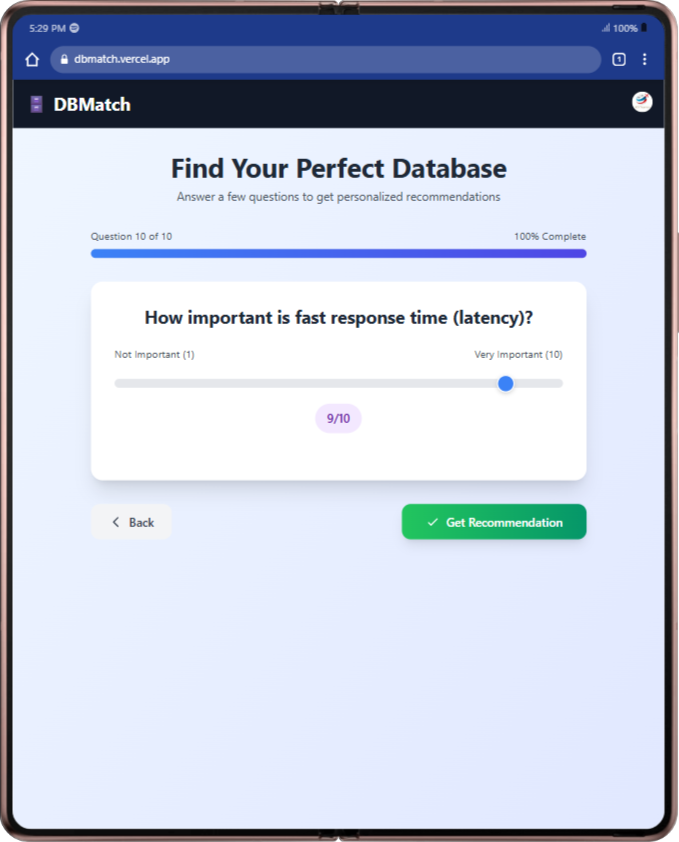 5:29 PM
100%
dbmatch.vercel.app
1
DBMatch
Find Your Perfect Database
Answer a few questions to get personalized recommendations
Question 10 of 10
100% Complete
How important is fast response time (latency)?
Not Important (1)
Very Important (10)
9/10
Back
Get Recommendation